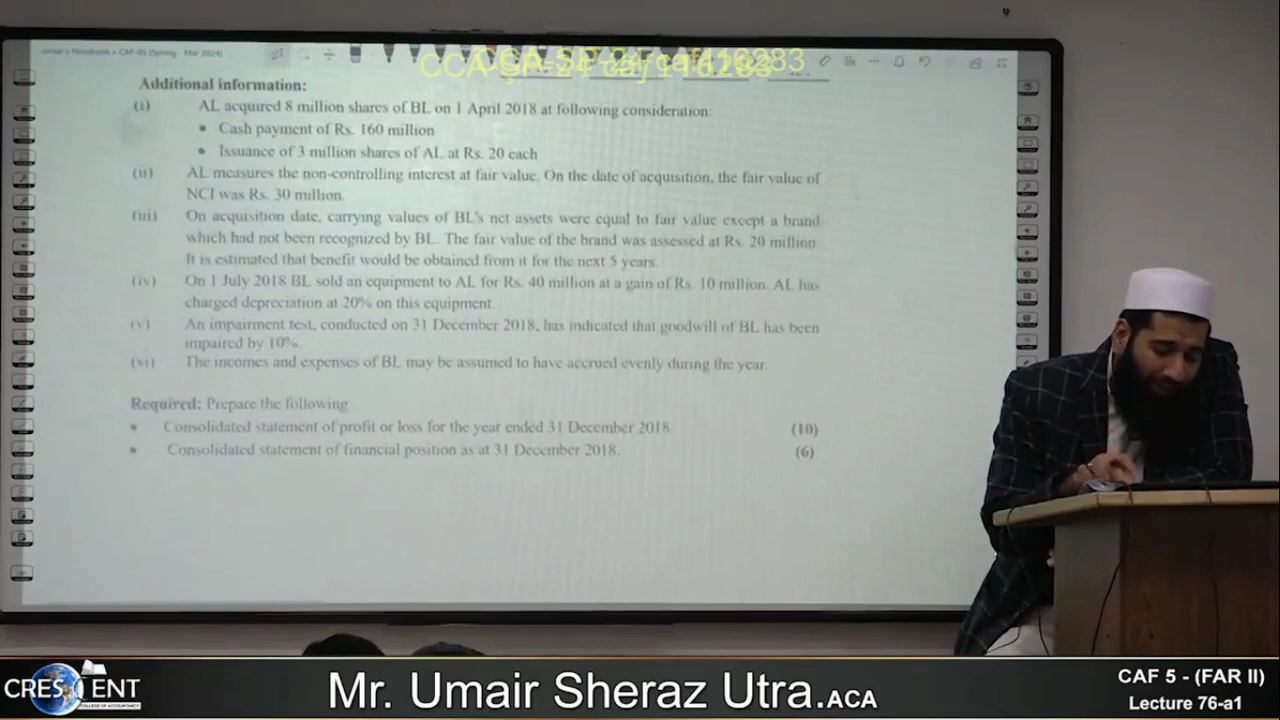 Umair's Notebook » CAF-05 (Spring - Mar 2024)
Additional information:
(i) AL acquired 8 million shares of BL on 1 April 2018 at following consideration:
• Cash payment of Rs. 160 million
• Issuance of 3 million shares of AL at Rs. 20 each
(ii) AL measures the non-controlling interest at fair value. On the date of acquisition, the fair value of
NCI was Rs. 30 million.
(iii) On acquisition date, carrying values of BL's net assets were equal to fair value except a brand
which had not been recognized by BL. The fair value of the brand was assessed at Rs. 20 million
It is estimated that benefit would be obtained from it for the next 5 years.
(iv) On 1 July 2018 BL sold an equipment to AL for Rs. 40 million at a gain of Rs. 10 million. AL has
charged depreciation at 20% on this equipment.
(v) An impairment test, conducted on 31 December 2018, has indicated that goodwill of BL has been
impaired by 10%.
(vi) The incomes and expenses of BL may be assumed to have accrued evenly during the year.
Required: Prepare the following
• Consolidated statement of profit or loss for the year ended 31 December 2018. (10)
• Consolidated statement of financial position as at 31 December 2018. (6)
CRESCENT
COLLEGE OF ACCOUNTANCY
Mr. Umair Sheraz Utra.ACA
CAF 5 - (FAR II)
Lecture 76-a1